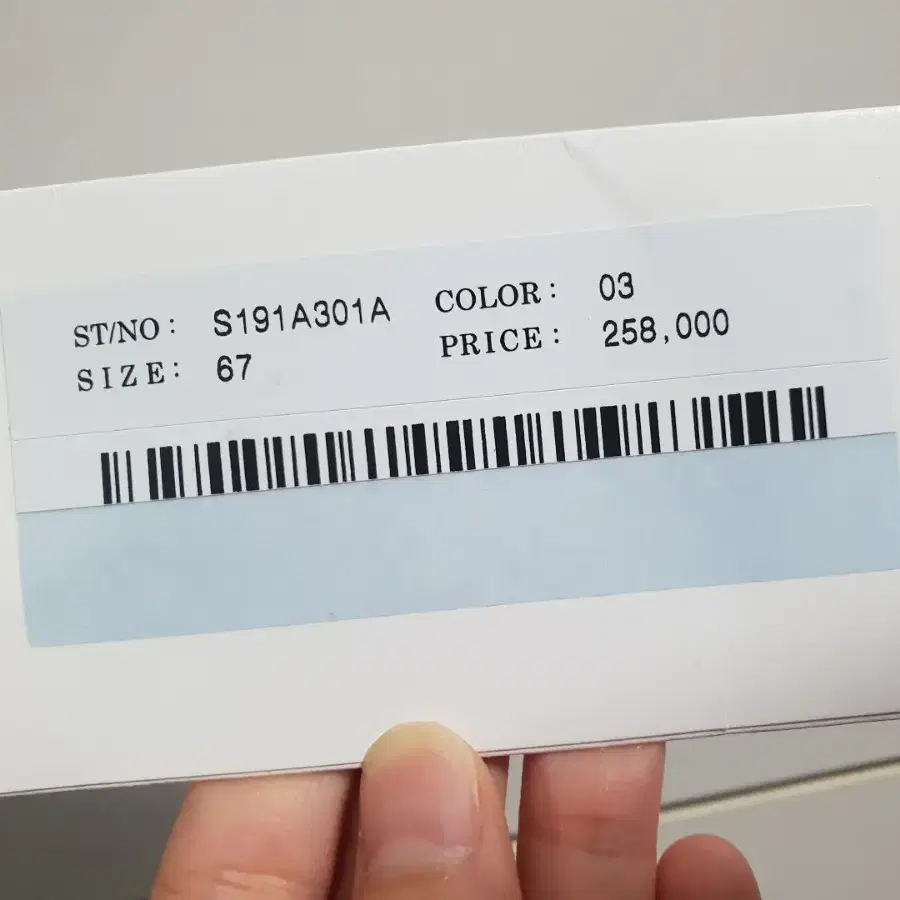 ST/NO : S191A301A COLOR : 03
SIZE : 67 PRICE : 258,000